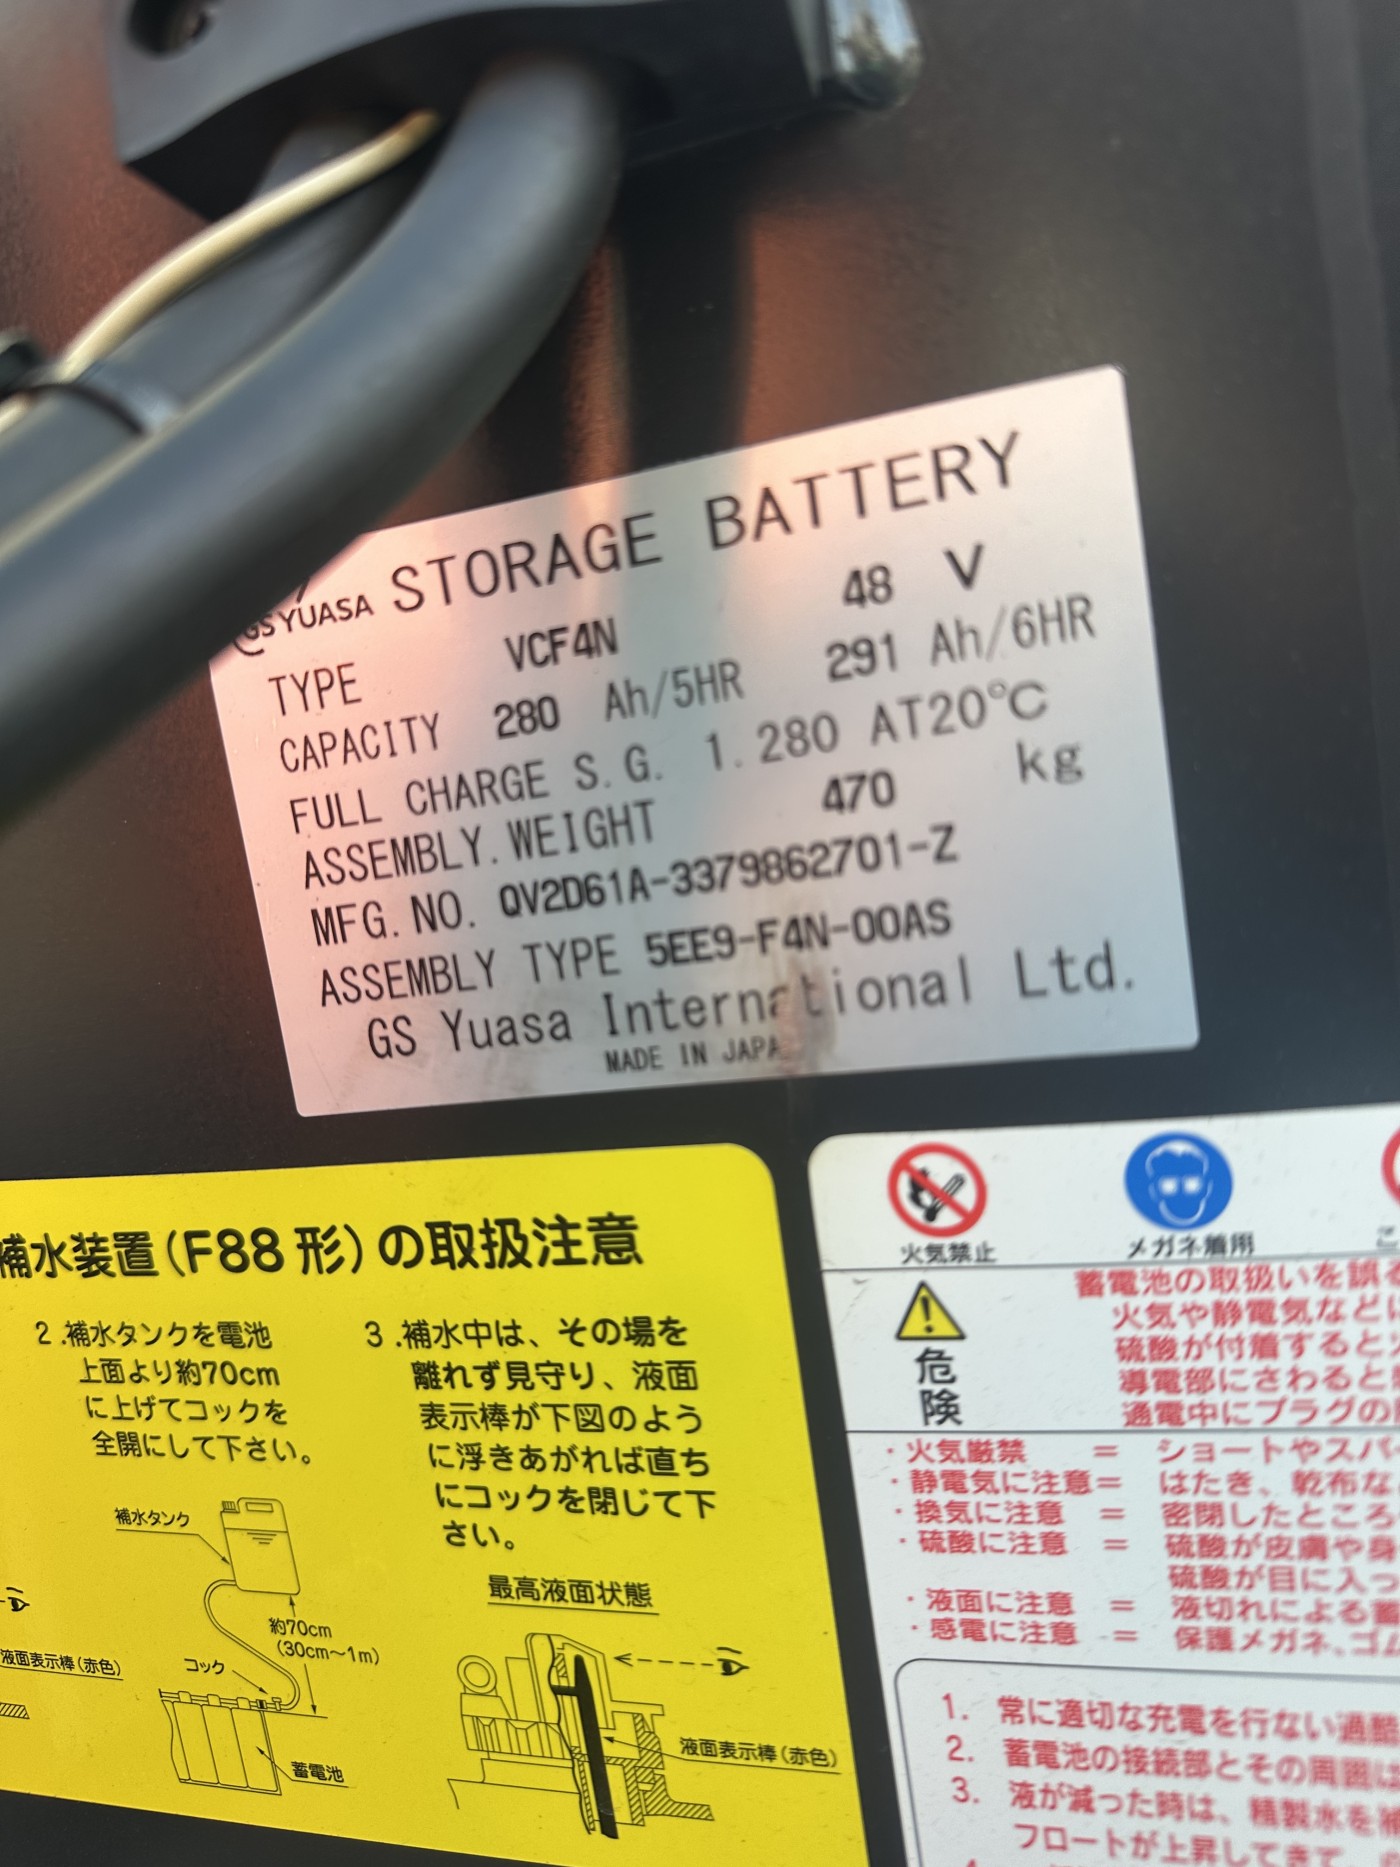 GS YUASA STORAGE BATTERY
TYPE VCF4N 48 V
CAPACITY 280 Ah/5HR 291 Ah/6HR
FULL CHARGE S.G. 1.280 AT20℃
ASSEMBLY.WEIGHT 470 kg
MFG.NO. QV2D61A-3379862701-Z
ASSEMBLY TYPE 5EE9-F4N-00AS
GS Yuasa International Ltd.
MADE IN JAPA
補水装置(F88形)の取扱注意
2.補水タンクを電池
上面より約70cm
に上げてコックを
全開にして下さい。
補水タンク
約70cm
(30cm〜1m)
液面表示棒(赤色)
コック
蓄電池
3.補水中は、その場を
離れず見守り、液面
表示棒が下図のよう
に浮きあがれば直ち
にコックを閉じて下
さい。
最高液面状態
液面表示棒(赤色)
火気禁止
メガネ着用
こ
危険
蓄電池の取扱いを誤る
火気や静電気などに
硫酸が付着すると
導電部にさわると
通電中にプラグの
・火気厳禁 = ショートやスパ
・静電気に注意= はたき、乾布な
・換気に注意 = 密閉したところ
・硫酸に注意 = 硫酸が皮膚や身
硫酸が目に入っ
・液面に注意 = 液切れによる
・感電に注意 = 保護メガネ、ゴム
1. 常に適切な充電を行ない過
2. 蓄電池の接続部とその周囲は
3. 液が減った時は、精製水を補
フロートが上昇してきて